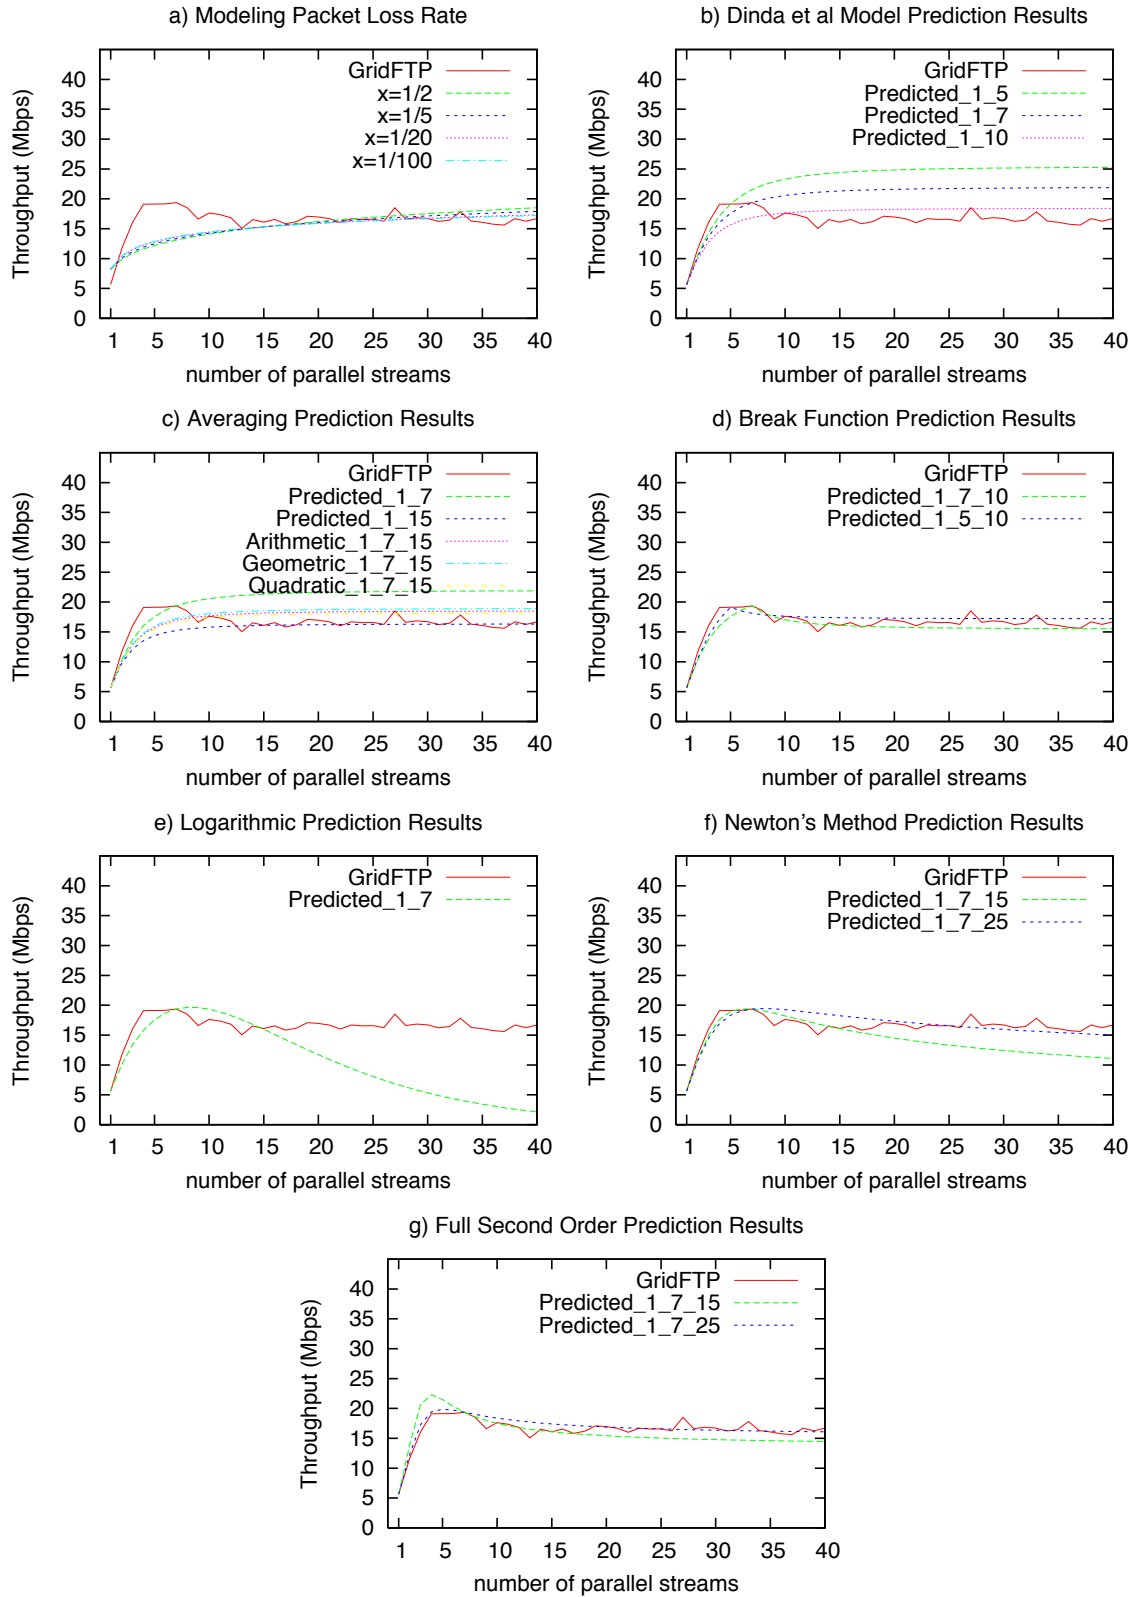 a) Modeling Packet Loss Rate
Throughput (Mbps)
0
5
10
15
20
25
30
35
40
GridFTP
x=1/2
x=1/5
x=1/20
x=1/100
1 5 10 15 20 25 30 35 40
number of parallel streams
b) Dinda et al Model Prediction Results
Throughput (Mbps)
0
5
10
15
20
25
30
35
40
GridFTP
Predicted_1_5
Predicted_1_7
Predicted_1_10
1 5 10 15 20 25 30 35 40
number of parallel streams
c) Averaging Prediction Results
Throughput (Mbps)
0
5
10
15
20
25
30
35
40
GridFTP
Predicted_1_7
Predicted_1_15
Arithmetic_1_7_15
Geometric_1_7_15
Quadratic_1_7_15
1 5 10 15 20 25 30 35 40
number of parallel streams
d) Break Function Prediction Results
Throughput (Mbps)
0
5
10
15
20
25
30
35
40
GridFTP
Predicted_1_7_10
Predicted_1_5_10
1 5 10 15 20 25 30 35 40
number of parallel streams
e) Logarithmic Prediction Results
Throughput (Mbps)
0
5
10
15
20
25
30
35
40
GridFTP
Predicted_1_7
1 5 10 15 20 25 30 35 40
number of parallel streams
f) Newton’s Method Prediction Results
Throughput (Mbps)
0
5
10
15
20
25
30
35
40
GridFTP
Predicted_1_7_15
Predicted_1_7_25
1 5 10 15 20 25 30 35 40
number of parallel streams
g) Full Second Order Prediction Results
Throughput (Mbps)
0
5
10
15
20
25
30
35
40
GridFTP
Predicted_1_7_15
Predicted_1_7_25
1 5 10 15 20 25 30 35 40
number of parallel streams